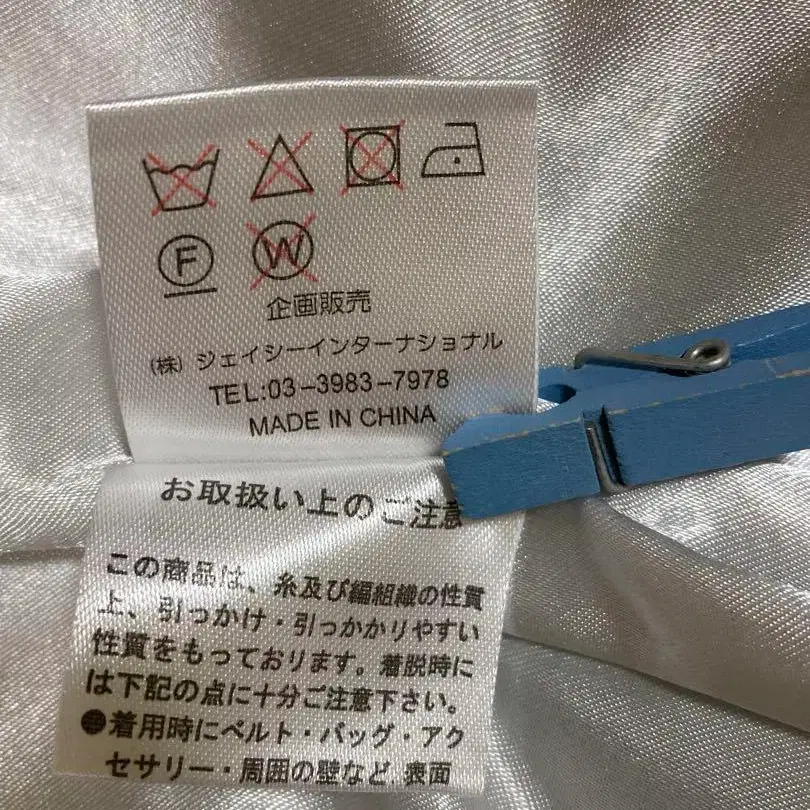 F W
企画販売
(株) ジェイシーインターナショナル
TEL:03-3983-7978
MADE IN CHINA
お取扱い上のご注意
この商品は、糸及び編組織の性質
上、引っかけ・引っかかりやすい
性質をもっております。着脱時に
は下記の点に十分ご注意下さい。
●着用時にベルト・バッグ・アク
セサリー・周囲の壁など、表面